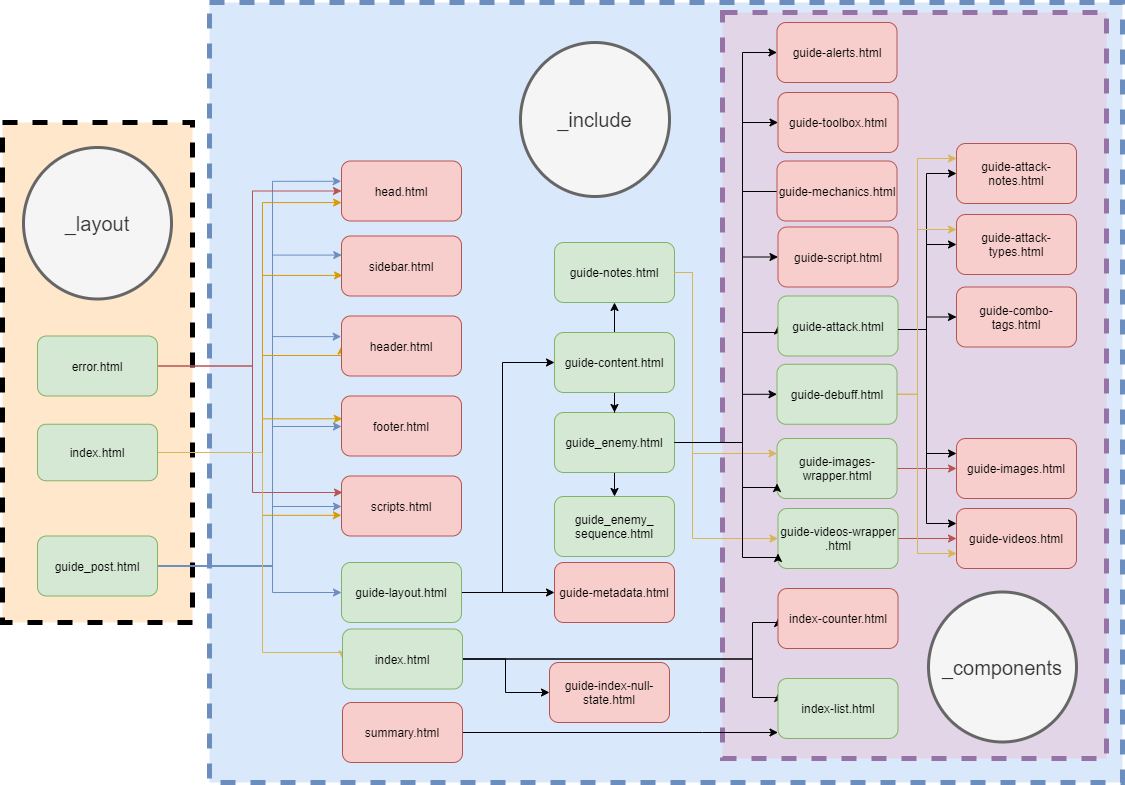 _layout
error.html
index.html
guide_post.html
_include
head.html
sidebar.html
header.html
footer.html
scripts.html
guide-layout.html
index.html
summary.html
guide-notes.html
guide-content.html
guide_enemy.html
guide_enemy_
sequence.html
guide-metadata.html
guide-index-null-
state.html
guide-alerts.html
guide-toolbox.html
guide-mechanics.html
guide-script.html
guide-attack.html
guide-debuff.html
guide-images-
wrapper.html
guide-videos-wrapper
.html
index-counter.html
index-list.html
guide-attack-
notes.html
guide-attack-
types.html
guide-combo-
tags.html
guide-images.html
guide-videos.html
_components